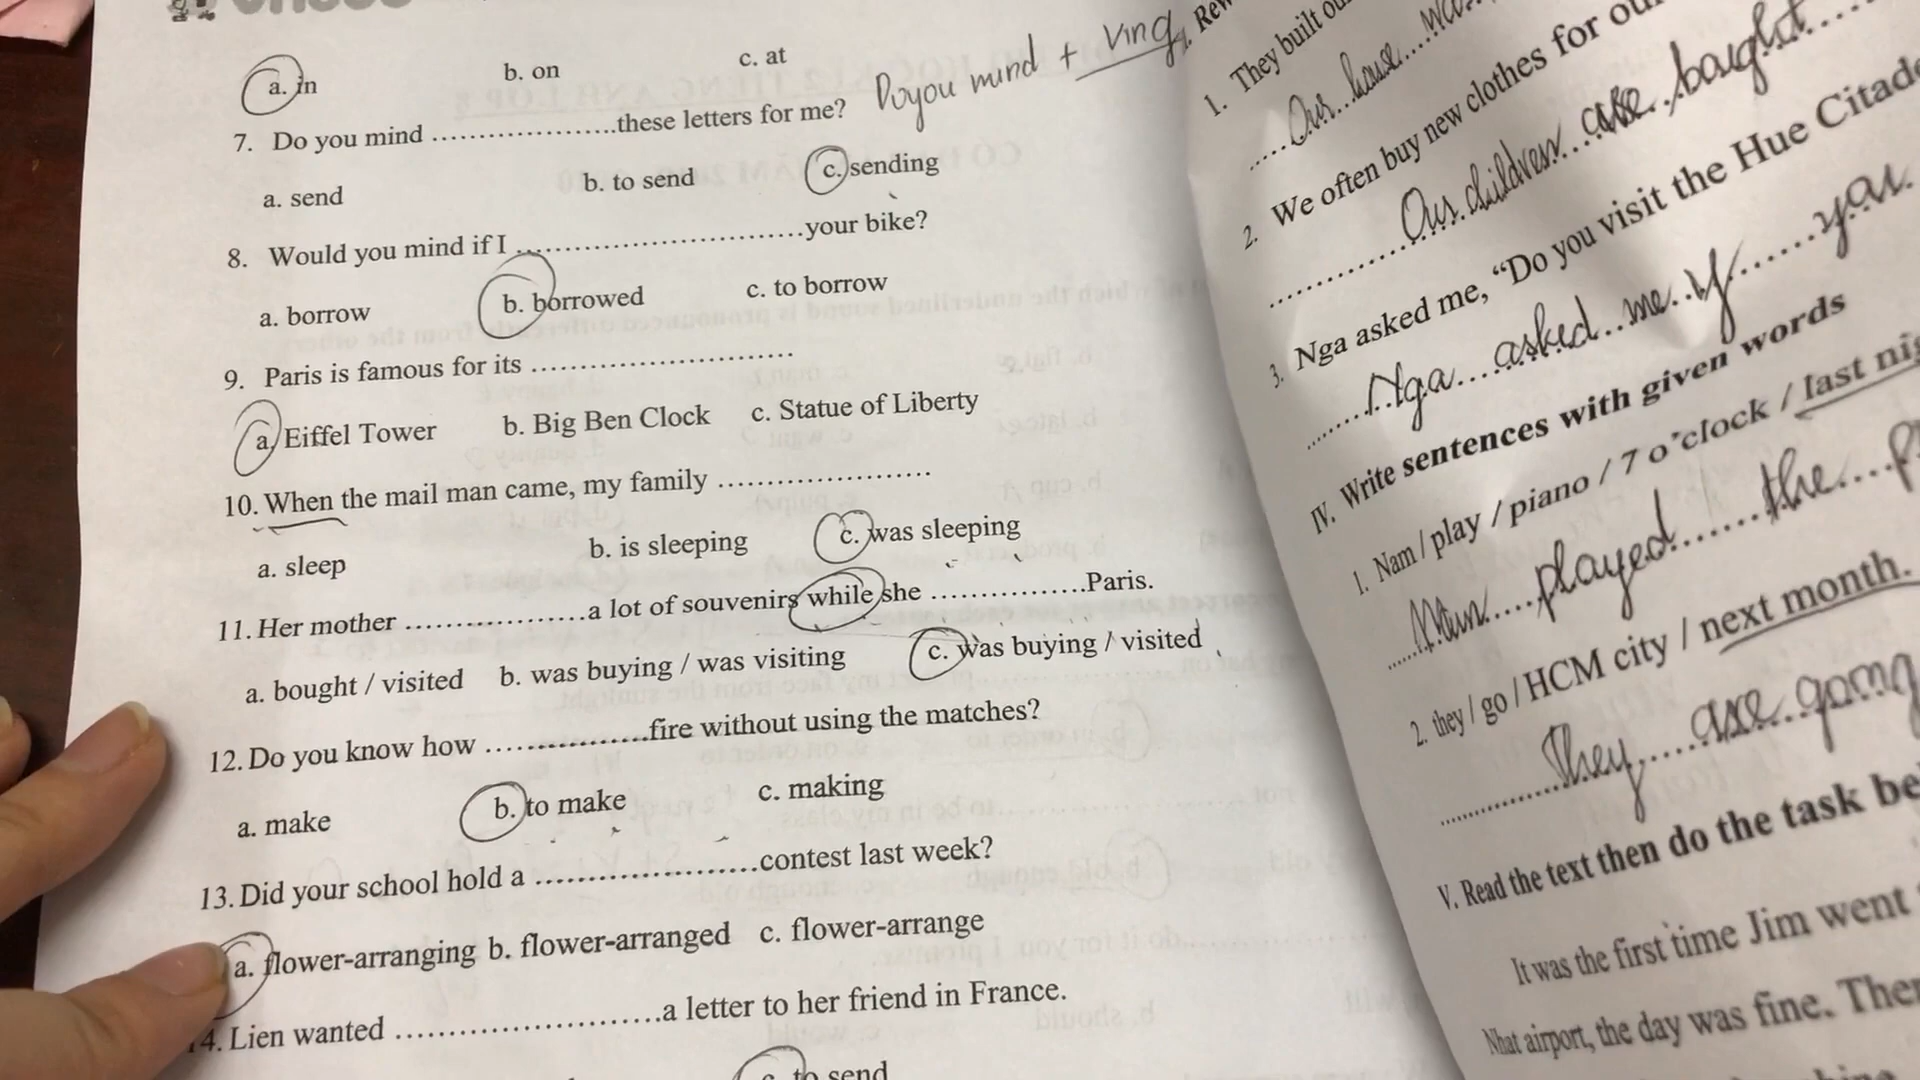 a. in b. on c. at
Do you mind + Ving
7. Do you mind ....................these letters for me?
a. send b. to send c. sending
8. Would you mind if I ..............................your bike?
a. borrow b. borrowed c. to borrow
9. Paris is famous for its ...........................
a. Eiffel Tower b. Big Ben Clock c. Statue of Liberty
10. When the mail man came, my family ......................
a. sleep b. is sleeping c. was sleeping
11. Her mother ....................a lot of souvenirs while she ................Paris.
a. bought / visited b. was buying / was visiting c. was buying / visited
12. Do you know how ..................fire without using the matches?
a. make b. to make c. making
13. Did your school hold a ........................contest last week?
a. flower-arranging b. flower-arranged c. flower-arrange
14. Lien wanted ............................a letter to her friend in France.
c. to send
1. They built
.....Our...house....
2. We often buy new clothes for
............Our children...are...bought....
3. Nga asked me, “Do you visit the Hue
........Nga....asked...me...if.......
IV. Write sentences with given words
1. Nam / play / piano / 7 o'clock / last
......Nam.....played.......the....
2. they / go / HCM city / next month.
............They.....are...going
V. Read the text then do the task
It was the first time Jim went
Nhat airport, the day was fine.